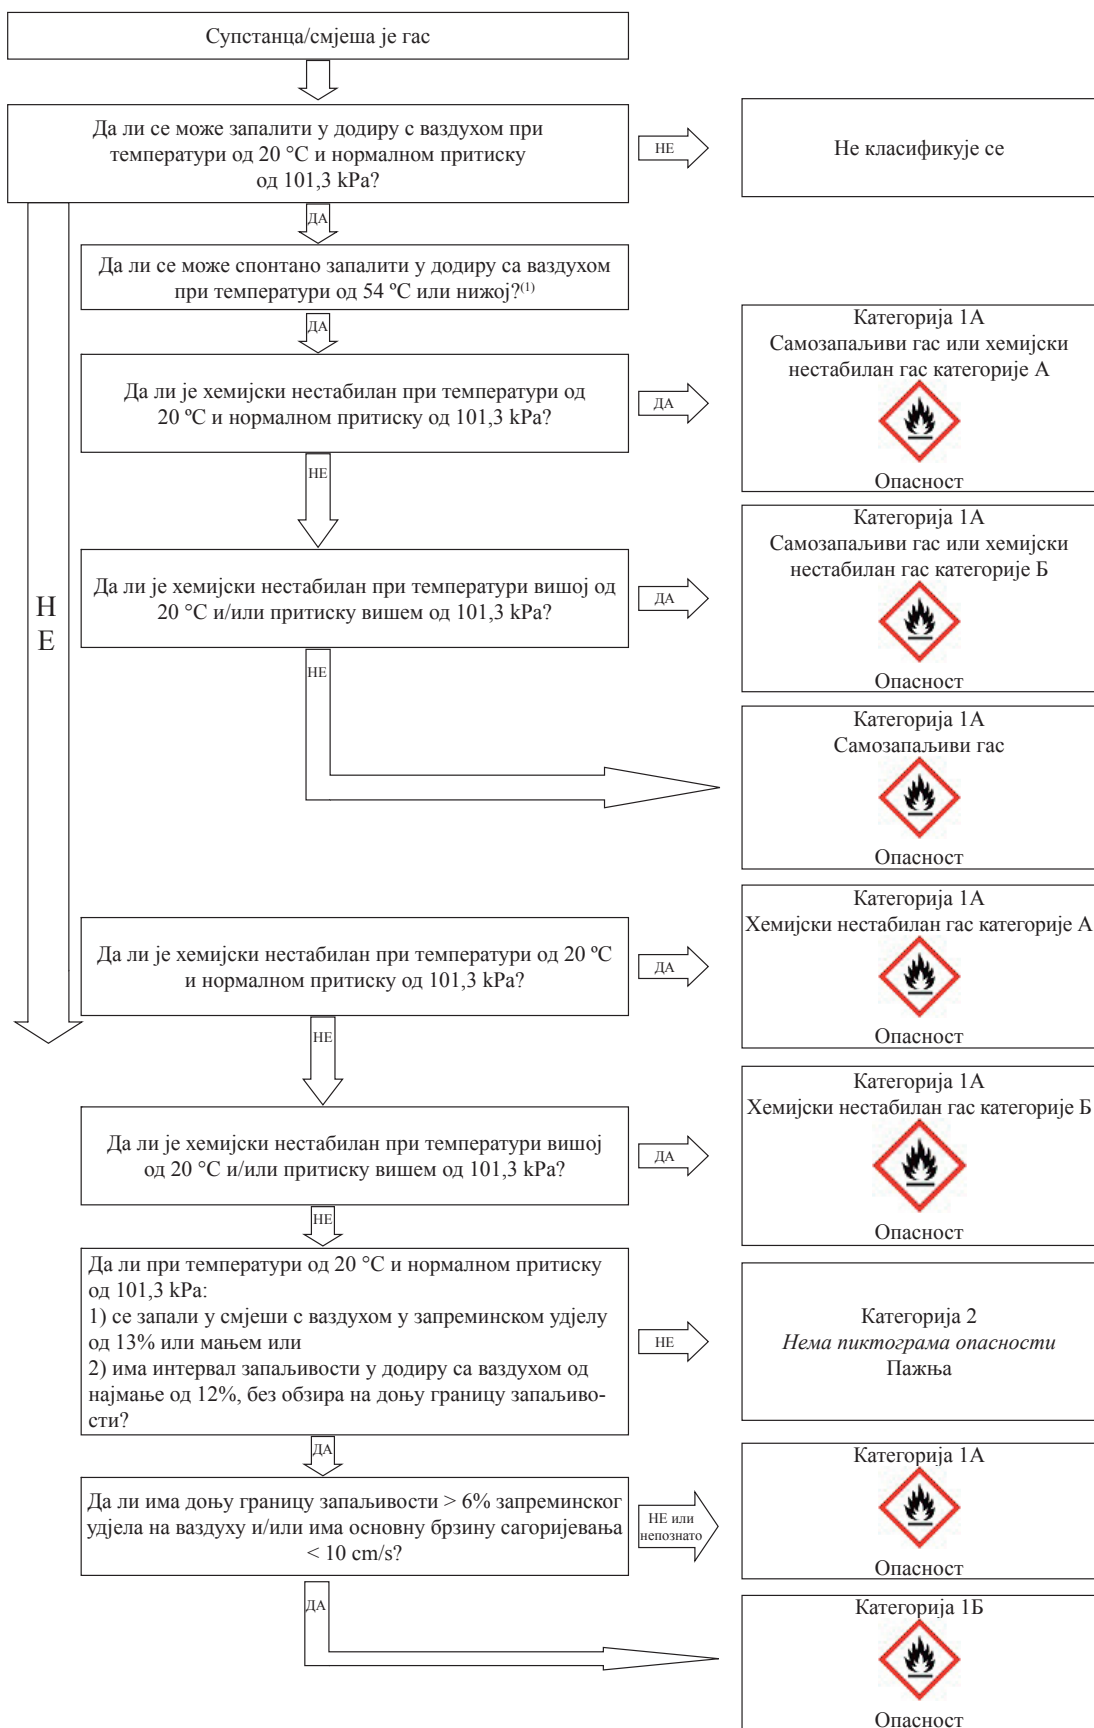 Супстанца/смјеша је гас
Да ли се може запалити у додиру с ваздухом при
температури од 20 °C и нормалном притиску
од 101,3 kPa?
НЕ
Не класификује се
ДА
Да ли се може спонтано запалити у додиру са ваздухом
при температури од 54 ºC или нижој?⁽¹⁾
ДА
Да ли је хемијски нестабилан при температури од
20 ºC и нормалном притиску од 101,3 kPa?
ДА
Категорија 1А
Самозапаљиви гас или хемијски
нестабилан гас категорије А
Опасност
НЕ
Да ли је хемијски нестабилан при температури вишој од
20 °C и/или притиску вишем од 101,3 kPa?
ДА
Категорија 1А
Самозапаљиви гас или хемијски
нестабилан гас категорије Б
Опасност
Н
Е
НЕ
Категорија 1А
Самозапаљиви гас
Опасност
Да ли је хемијски нестабилан при температури од 20 ºC
и нормалном притиску од 101,3 kPa?
ДА
Категорија 1А
Хемијски нестабилан гас категорије А
Опасност
НЕ
Да ли је хемијски нестабилан при температури вишој
од 20 °C и/или притиску вишем од 101,3 kPa?
ДА
Категорија 1А
Хемијски нестабилан гас категорије Б
Опасност
НЕ
Да ли при температури од 20 °C и нормалном притиску
од 101,3 kPa:
1) се запали у смјеши с ваздухом у запреминском удјелу
од 13% или мањем или
2) има интервал запаљивости у додиру са ваздухом од
најмање од 12%, без обзира на доњу границу запаљиво-
сти?
НЕ
Категорија 2
Нема пиктограма опасности
Пажња
ДА
Да ли има доњу границу запаљивости > 6% запреминског
удјела на ваздуху и/или има основну брзину сагоријевања
< 10 cm/s?
НЕ или
непознато
Категорија 1А
Опасност
ДА
Категорија 1Б
Опасност